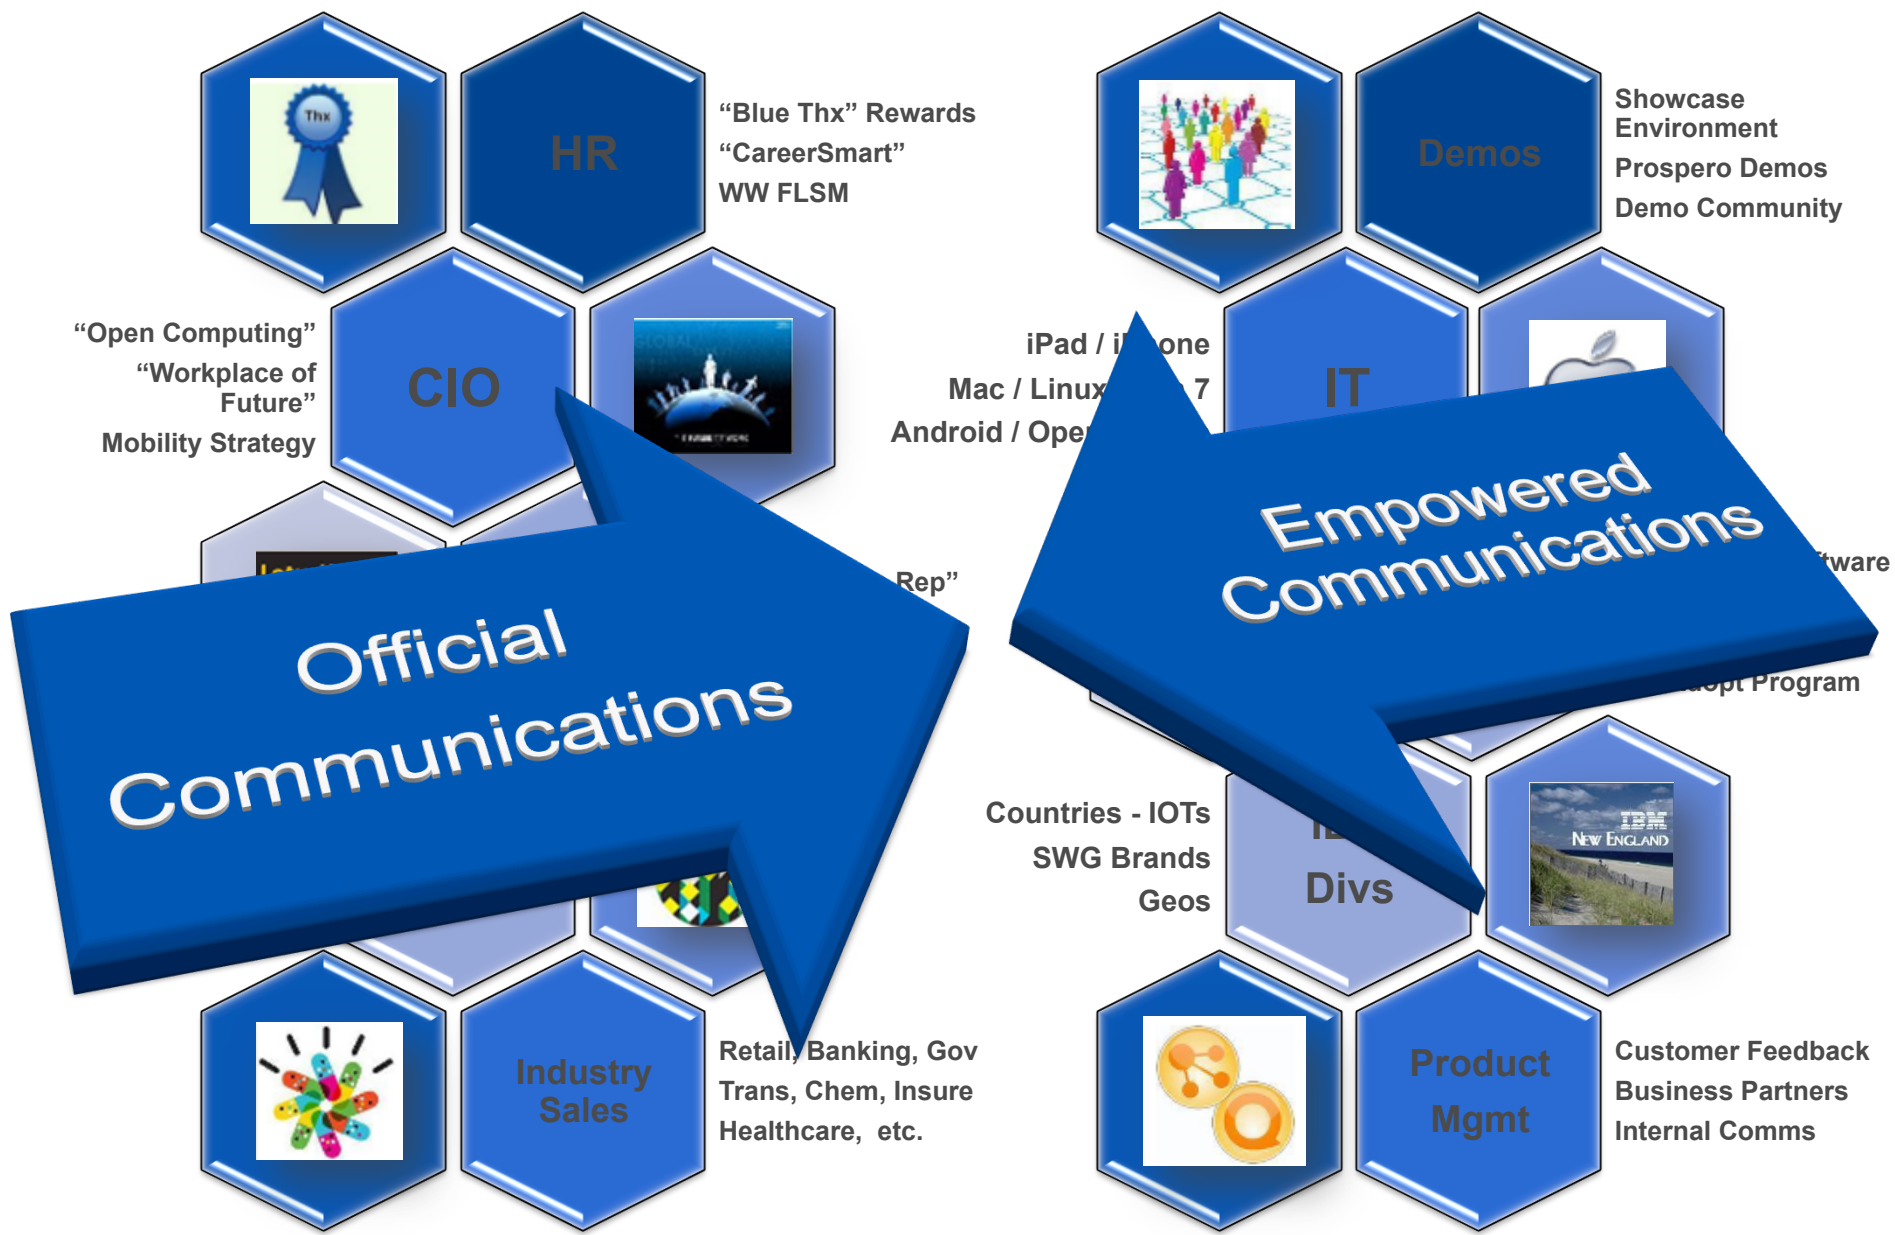 Thx
HR
“Blue Thx” Rewards
“CareerSmart”
WW FLSM
“Open Computing”
“Workplace of
Future”
Mobility Strategy
CIO
GLOBAL
Rep”
Official
Communications
Industry
Sales
Retail, Banking, Gov
Trans, Chem, Insure
Healthcare, etc.
Demos
Showcase
Environment
Prospero Demos
Demo Community
iPad /
Mac / Linux 7
Android /
IT
Empowered
Communications
Program
Countries - IOTs
SWG Brands
Geos
Divs
IBM
NEW ENGLAND
Product
Mgmt
Customer Feedback
Business Partners
Internal Comms